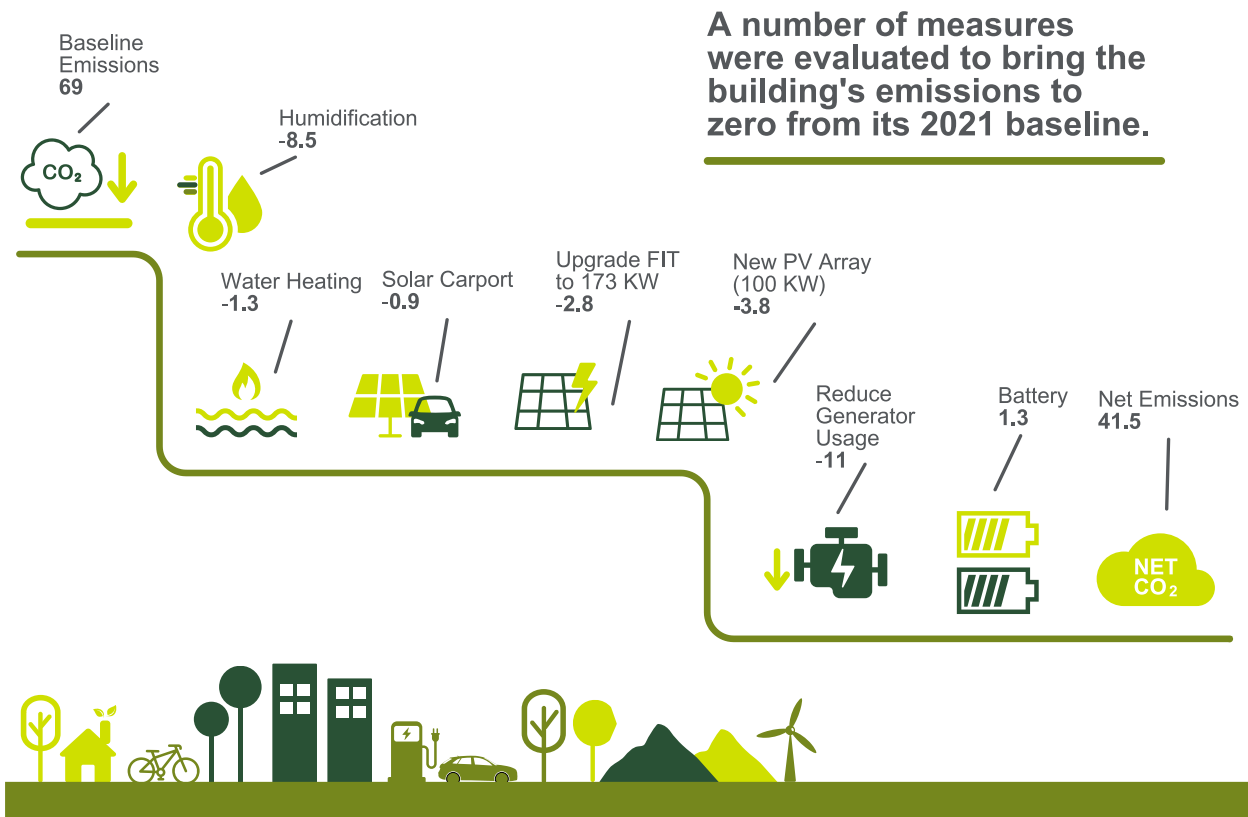 A number of measures
were evaluated to bring the
building's emissions to
zero from its 2021 baseline.
Baseline
Emissions
69
CO₂
Humidification
-8.5
Water Heating
-1.3
Solar Carport
-0.9
Upgrade FIT
to 173 KW
-2.8
New PV Array
(100 KW)
-3.8
Reduce
Generator
Usage
-11
Battery
1.3
Net Emissions
41.5
NET
CO₂